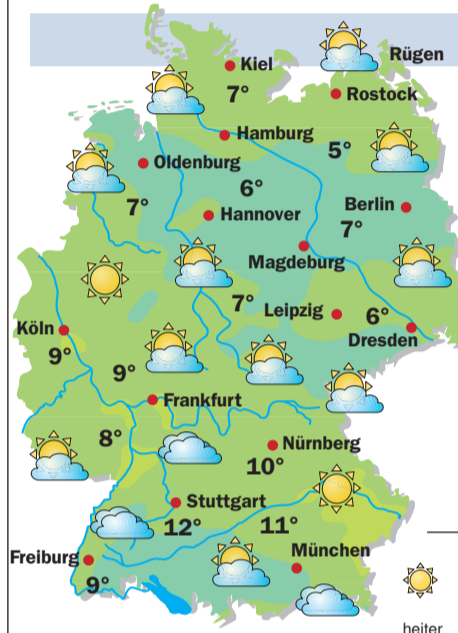 Rügen
Kiel
7°
Rostock
Hamburg
5°
Oldenburg
6°
7°
Hannover
Berlin
7°
Magdeburg
7°
Leipzig
6°
Köln
Dresden
9°
9°
Frankfurt
8°
Nürnberg
10°
Stuttgart
12°
11°
Freiburg
München
9°
heiter